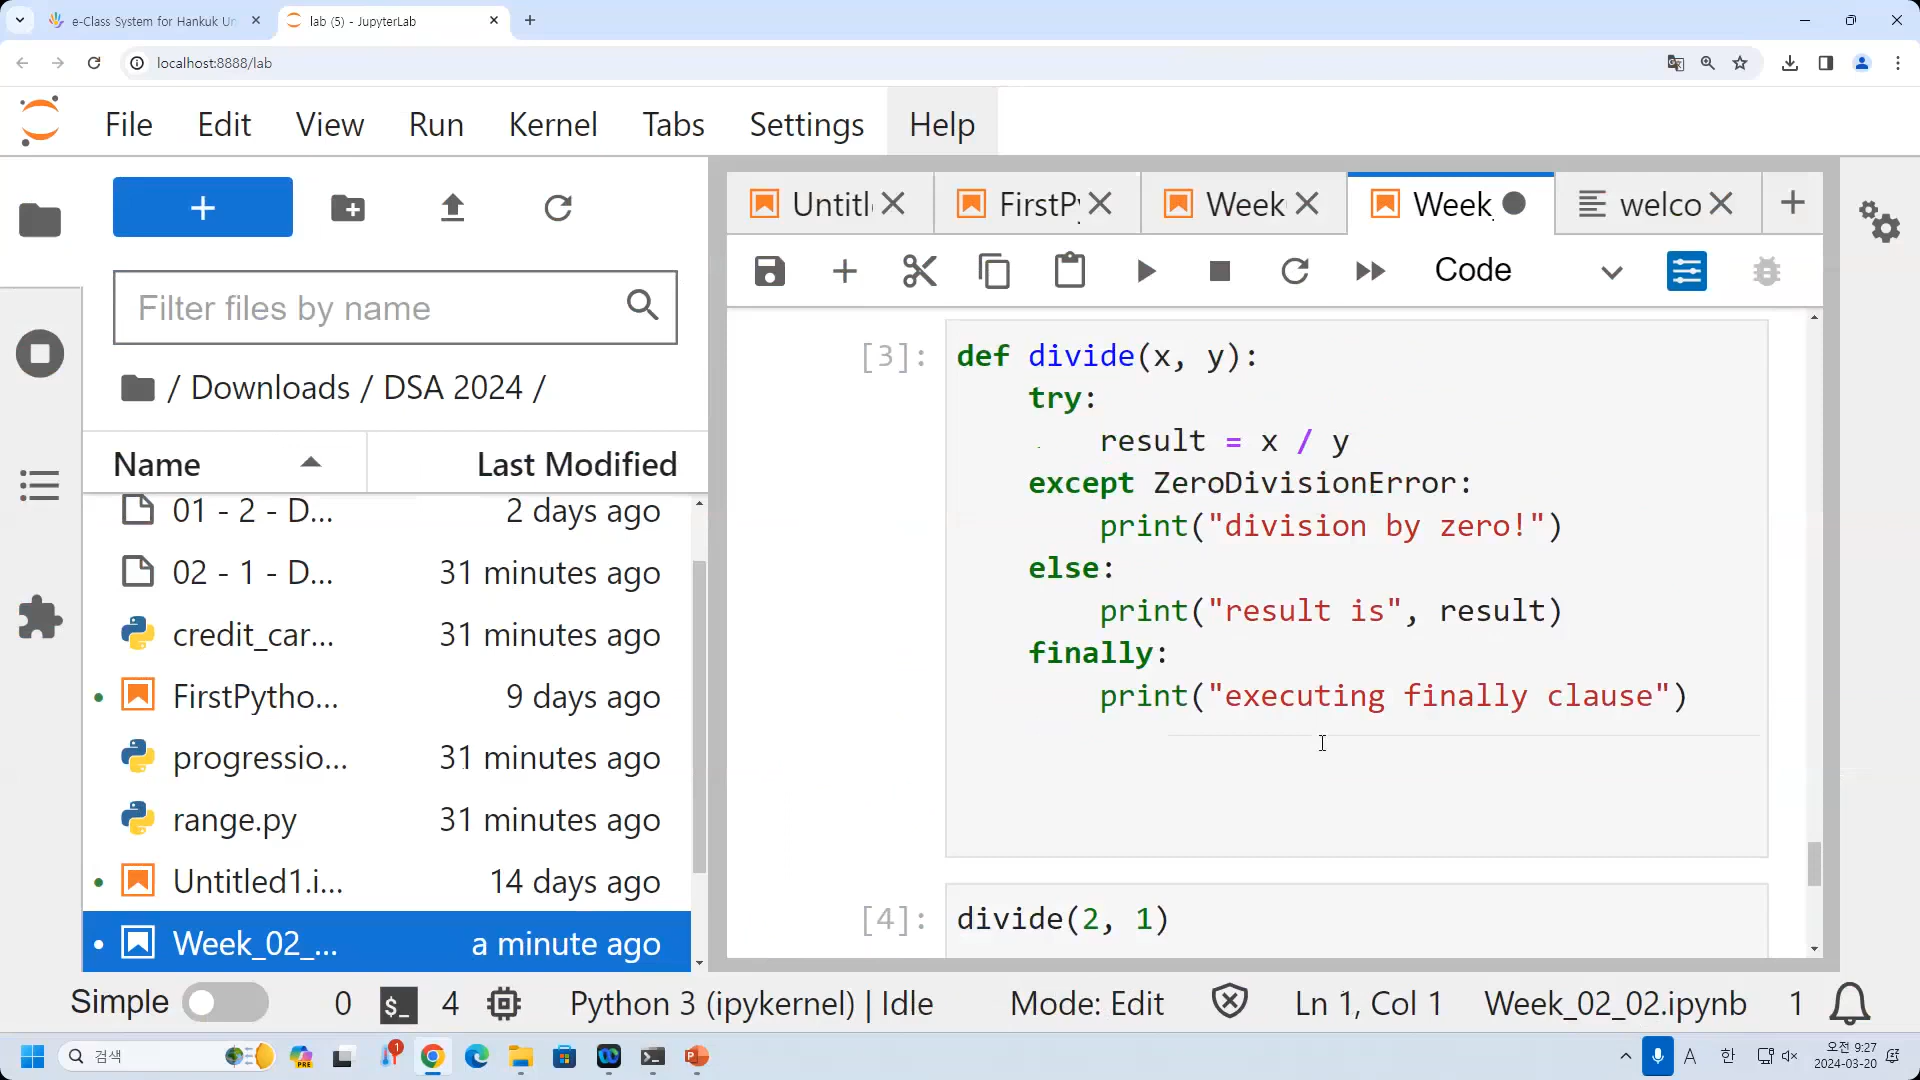 e-Class System for Hankuk Un
lab (5) - JupyterLab
localhost:8888/lab
File Edit View Run Kernel Tabs Settings Help
Untitl
FirstPy
Week
Week_
welco
Filter files by name
Code
/ Downloads / DSA 2024 /
Name Last Modified
01 - 2 - D... 2 days ago
02 - 1 - D... 31 minutes ago
credit_car... 31 minutes ago
FirstPytho... 9 days ago
progressio... 31 minutes ago
range.py 31 minutes ago
Untitled1.i... 14 days ago
Week_02_... a minute ago
[3]: def divide(x, y):
try:
result = x / y
except ZeroDivisionError:
print("division by zero!")
else:
print("result is", result)
finally:
print("executing finally clause")
[4]: divide(2, 1)
Simple 0 $_ 4 Python 3 (ipykernel) | Idle Mode: Edit Ln 1, Col 1 Week_02_02.ipynb 1
검색
PRE
1
A 한
오전 9:27
2024-03-20